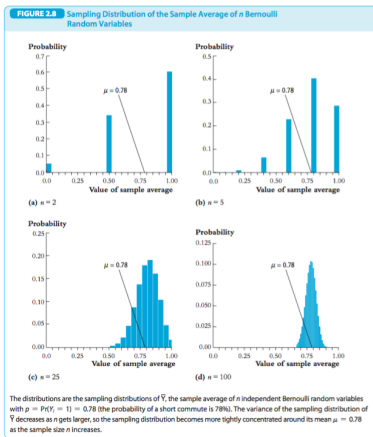 FIGURE 2.8 Sampling Distribution of the Sample Average of n Bernoulli
Random Variables
Probability
0.7
0.6
0.5
0.4
0.3
0.2
0.1
0.0
μ = 0.78
0.0 0.25 0.50 0.75 1.00
Value of sample average
(a) n = 2
Probability
0.5
0.4
0.3
0.2
0.1
0.0
μ = 0.78
0.0 0.25 0.50 0.75 1.00
Value of sample average
(b) n = 5
Probability
0.25
0.20
0.15
0.10
0.05
0.00
μ = 0.78
0.0 0.25 0.50 0.75 1.00
Value of sample average
(c) n = 25
Probability
0.125
0.100
0.075
0.050
0.025
0.00
μ = 0.78
0.0 0.25 0.50 0.75 1.00
Value of sample average
(d) n = 100
The distributions are the sampling distributions of Ȳ, the sample average of n independent Bernoulli random variables
with p = Pr(Yᵢ = 1) = 0.78 (the probability of a short commute is 78%). The variance of the sampling distribution of
Ȳ decreases as n gets larger, so the sampling distribution becomes more tightly concentrated around its mean μ = 0.78
as the sample size n increases.